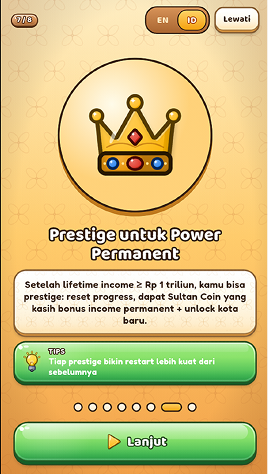 7/8
EN
ID
Lewati
Prestige untuk Power
Permanent
Setelah lifetime income ≥ Rp 1 triliun, kamu bisa
prestige: reset progress, dapat Sultan Coin yang
kasih bonus income permanent + unlock kota
baru.
TIPS
Tiap prestige bikin restart lebih kuat dari
sebelumnya
Lanjut